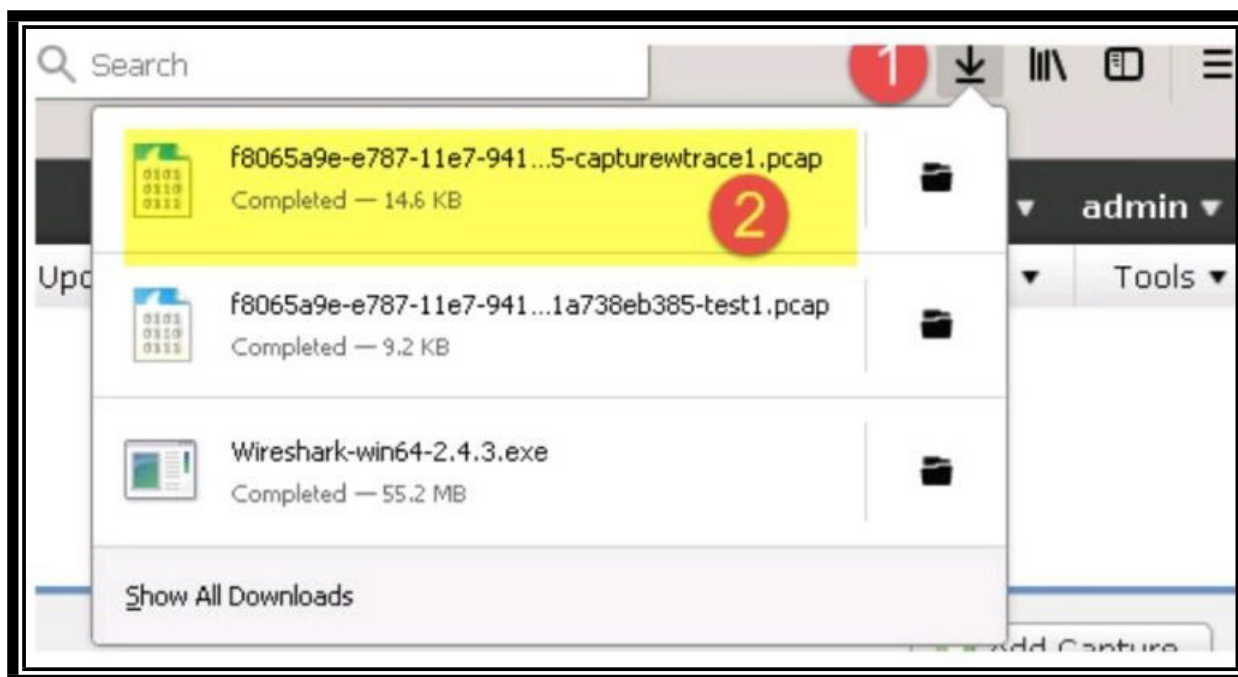 Search
1
f8065a9e-e787-11e7-941...5-capturewtrace1.pcap
Completed — 14.6 KB
2
admin
Upd
f8065a9e-e787-11e7-941...1a738eb385-test1.pcap
Tools
Completed — 9.2 KB
Wireshark-win64-2.4.3.exe
Completed — 55.2 MB
Show All Downloads
Add Capture